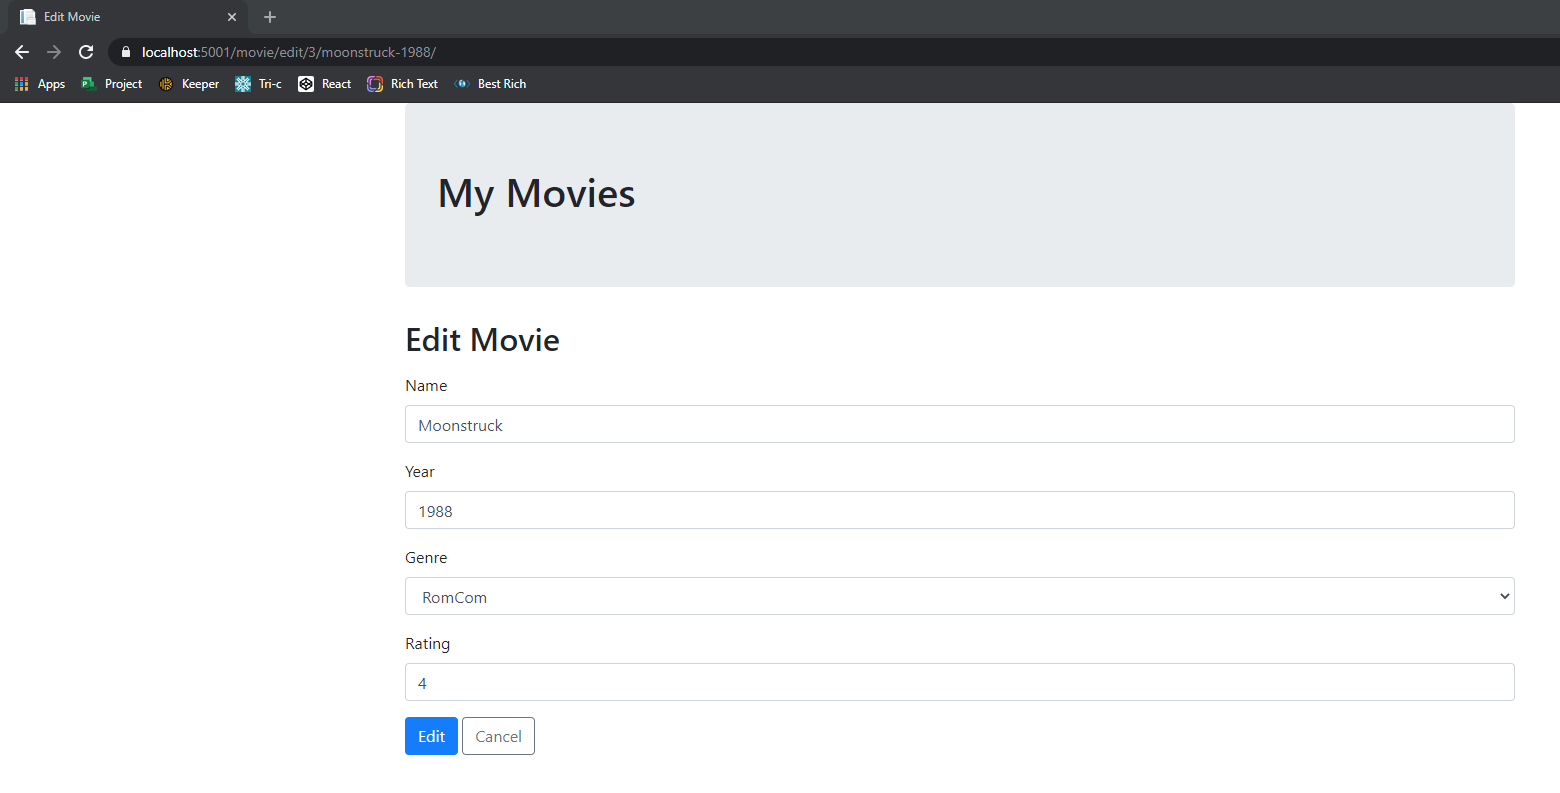 Edit Movie
localhost:5001/movie/edit/3/moonstruck-1988/
Apps Project Keeper Tri-c React Rich Text Best Rich
My Movies
Edit Movie
Name
Moonstruck
Year
1988
Genre
RomCom
Rating
4
Edit Cancel